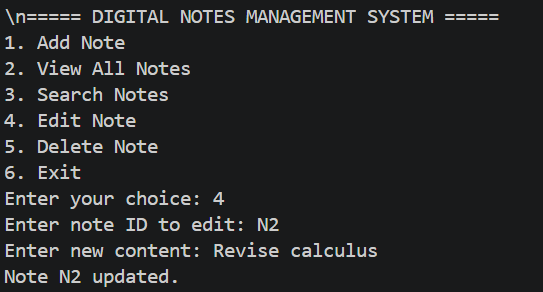 \n===== DIGITAL NOTES MANAGEMENT SYSTEM =====
1. Add Note
2. View All Notes
3. Search Notes
4. Edit Note
5. Delete Note
6. Exit
Enter your choice: 4
Enter note ID to edit: N2
Enter new content: Revise calculus
Note N2 updated.